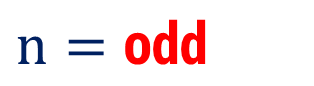 n = odd